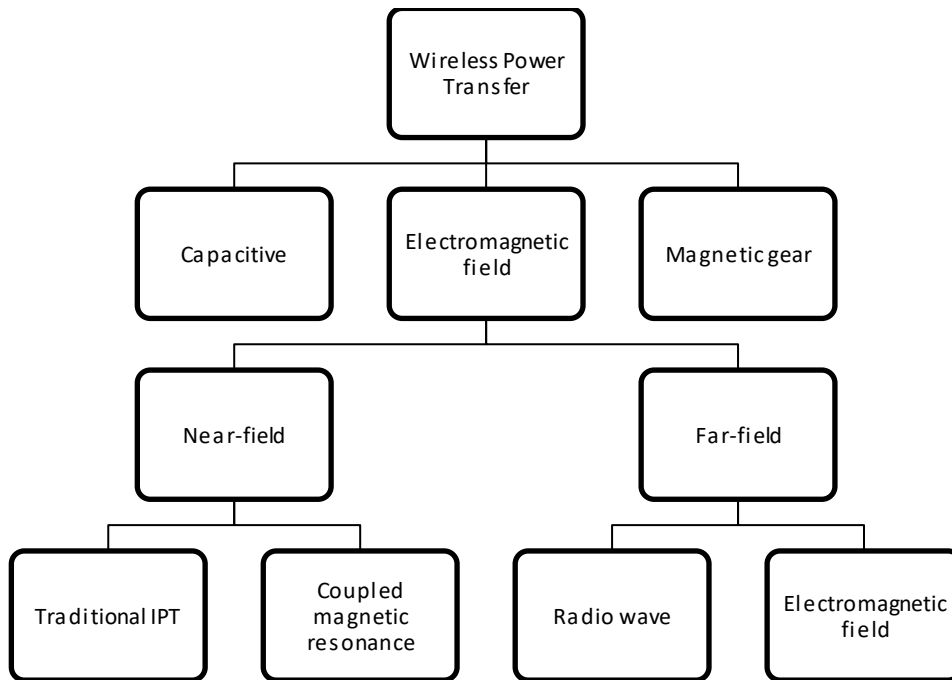 Wireless Power
Transfer
Capacitive
Electromagnetic
field
Magnetic gear
Near-field
Far-field
Traditional IPT
Coupled
magnetic
resonance
Radio wave
Electromagnetic
field